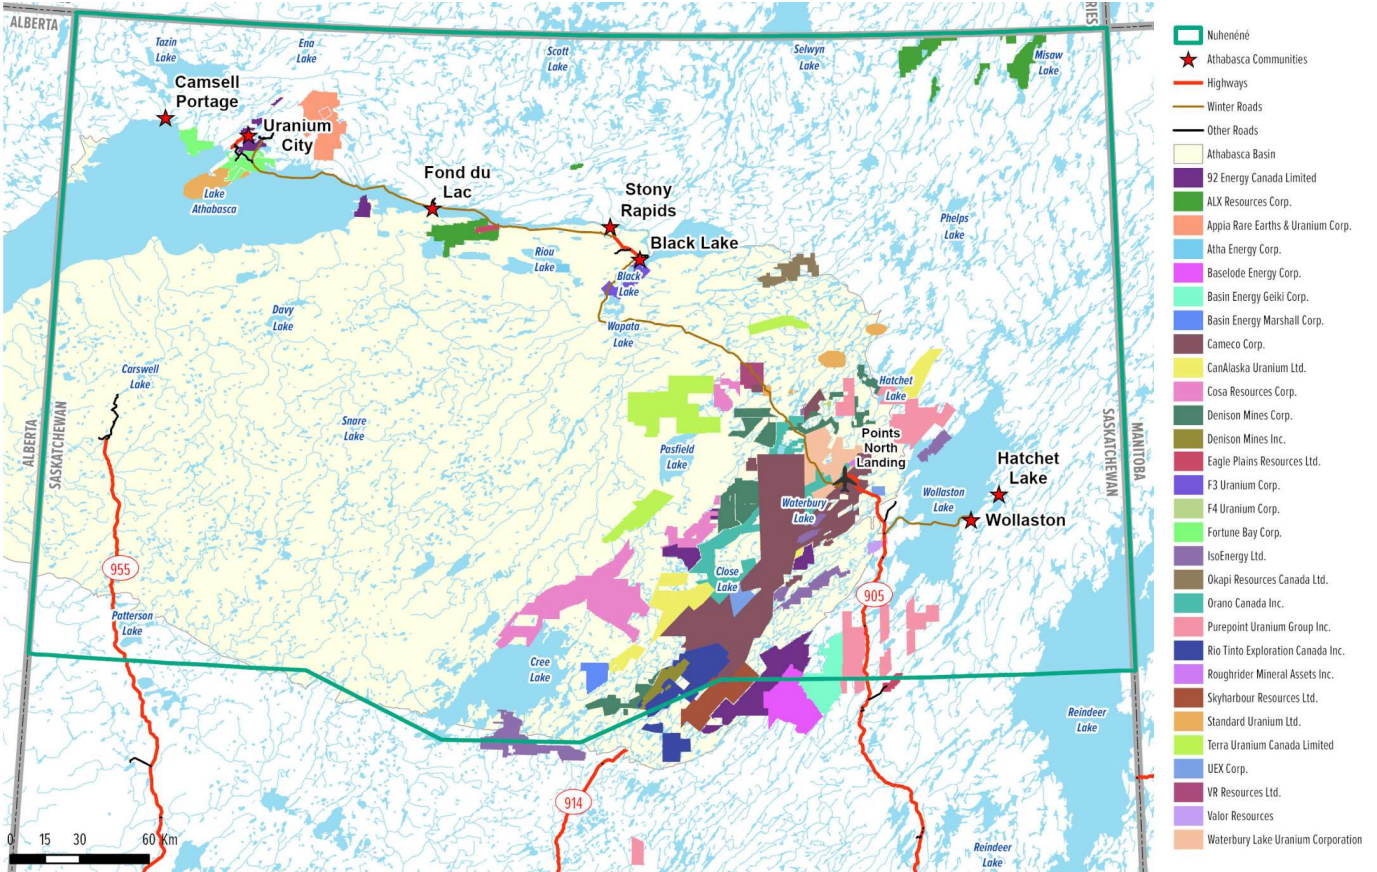 ALBERTA
RIES
Tazin
Lake
Ena
Lake
Scott
Lake
Selwyn
Lake
Misaw
Lake
Camsell
Portage
Uranium
City
Lake
Athabasca
Fond du
Lac
Stony
Rapids
Black Lake
Phelps
Lake
Riou
Lake
Black
Lake
Davy
Lake
Wapata
Lake
Carswell
Lake
Hatchet
Lake
ALBERTA
SASKATCHEWAN
Snare
Lake
SASKATCHEWAN
MANITOBA
Pasfield
Lake
Points
North
Landing
Hatchet
Lake
Waterbury
Lake
Wollaston
Lake
Wollaston
955
Close
Lake
905
Patterson
Lake
Cree
Lake
Reindeer
Lake
914
0 15 30 60 Km
Reindeer
Lake
Nuhenéné
Athabasca Communities
Highways
Winter Roads
Other Roads
Athabasca Basin
92 Energy Canada Limited
ALX Resources Corp.
Appia Rare Earths & Uranium Corp.
Atha Energy Corp.
Baselode Energy Corp.
Basin Energy Geiki Corp.
Basin Energy Marshall Corp.
Cameco Corp.
CanAlaska Uranium Ltd.
Cosa Resources Corp.
Denison Mines Corp.
Denison Mines Inc.
Eagle Plains Resources Ltd.
F3 Uranium Corp.
F4 Uranium Corp.
Fortune Bay Corp.
IsoEnergy Ltd.
Okapi Resources Canada Ltd.
Orano Canada Inc.
Purepoint Uranium Group Inc.
Rio Tinto Exploration Canada Inc.
Roughrider Mineral Assets Inc.
Skyharbour Resources Ltd.
Standard Uranium Ltd.
Terra Uranium Canada Limited
UEX Corp.
VR Resources Ltd.
Valor Resources
Waterbury Lake Uranium Corporation